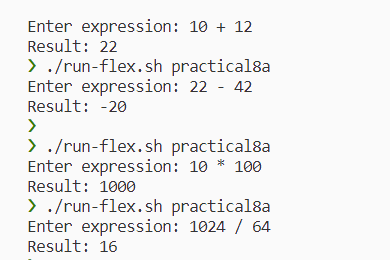 Enter expression: 10 + 12
Result: 22
❯ ./run-flex.sh practical8a
Enter expression: 22 - 42
Result: -20
❯
❯ ./run-flex.sh practical8a
Enter expression: 10 * 100
Result: 1000
❯ ./run-flex.sh practical8a
Enter expression: 1024 / 64
Result: 16